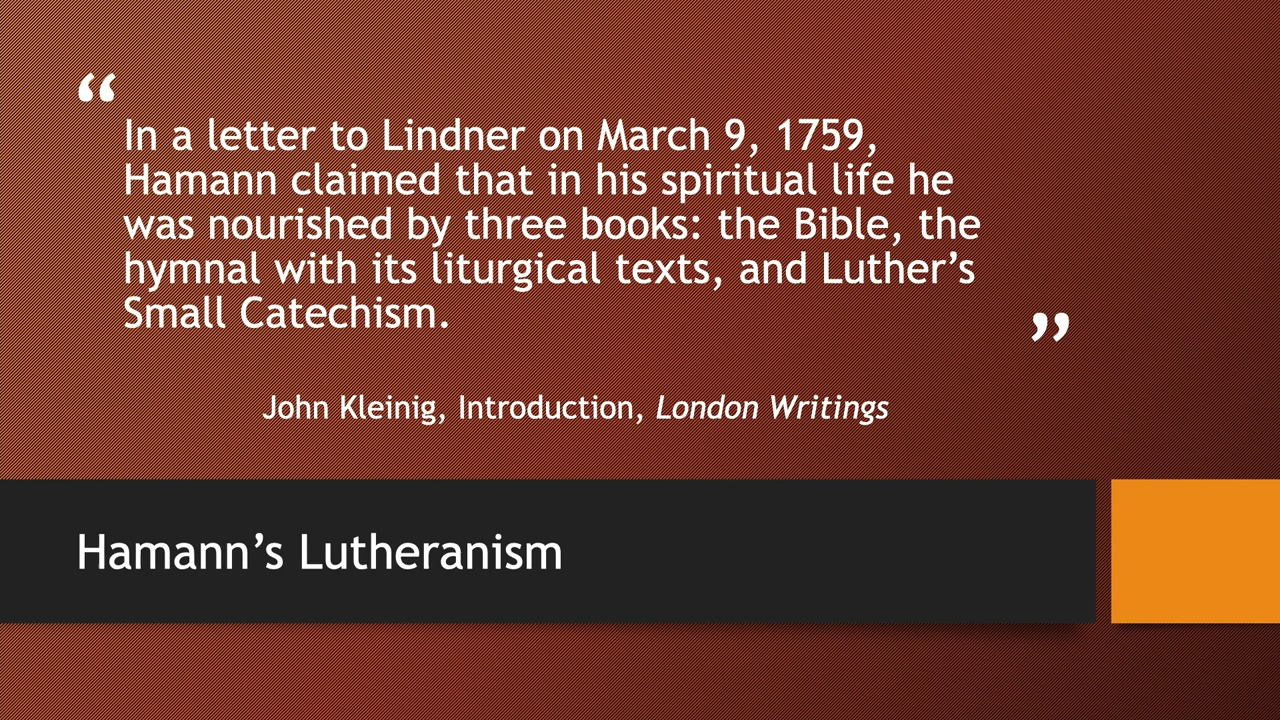 “
In a letter to Lindner on March 9, 1759,
Hamann claimed that in his spiritual life he
was nourished by three books: the Bible, the
hymnal with its liturgical texts, and Luther’s
Small Catechism.
”
John Kleinig, Introduction, London Writings
Hamann’s Lutheranism